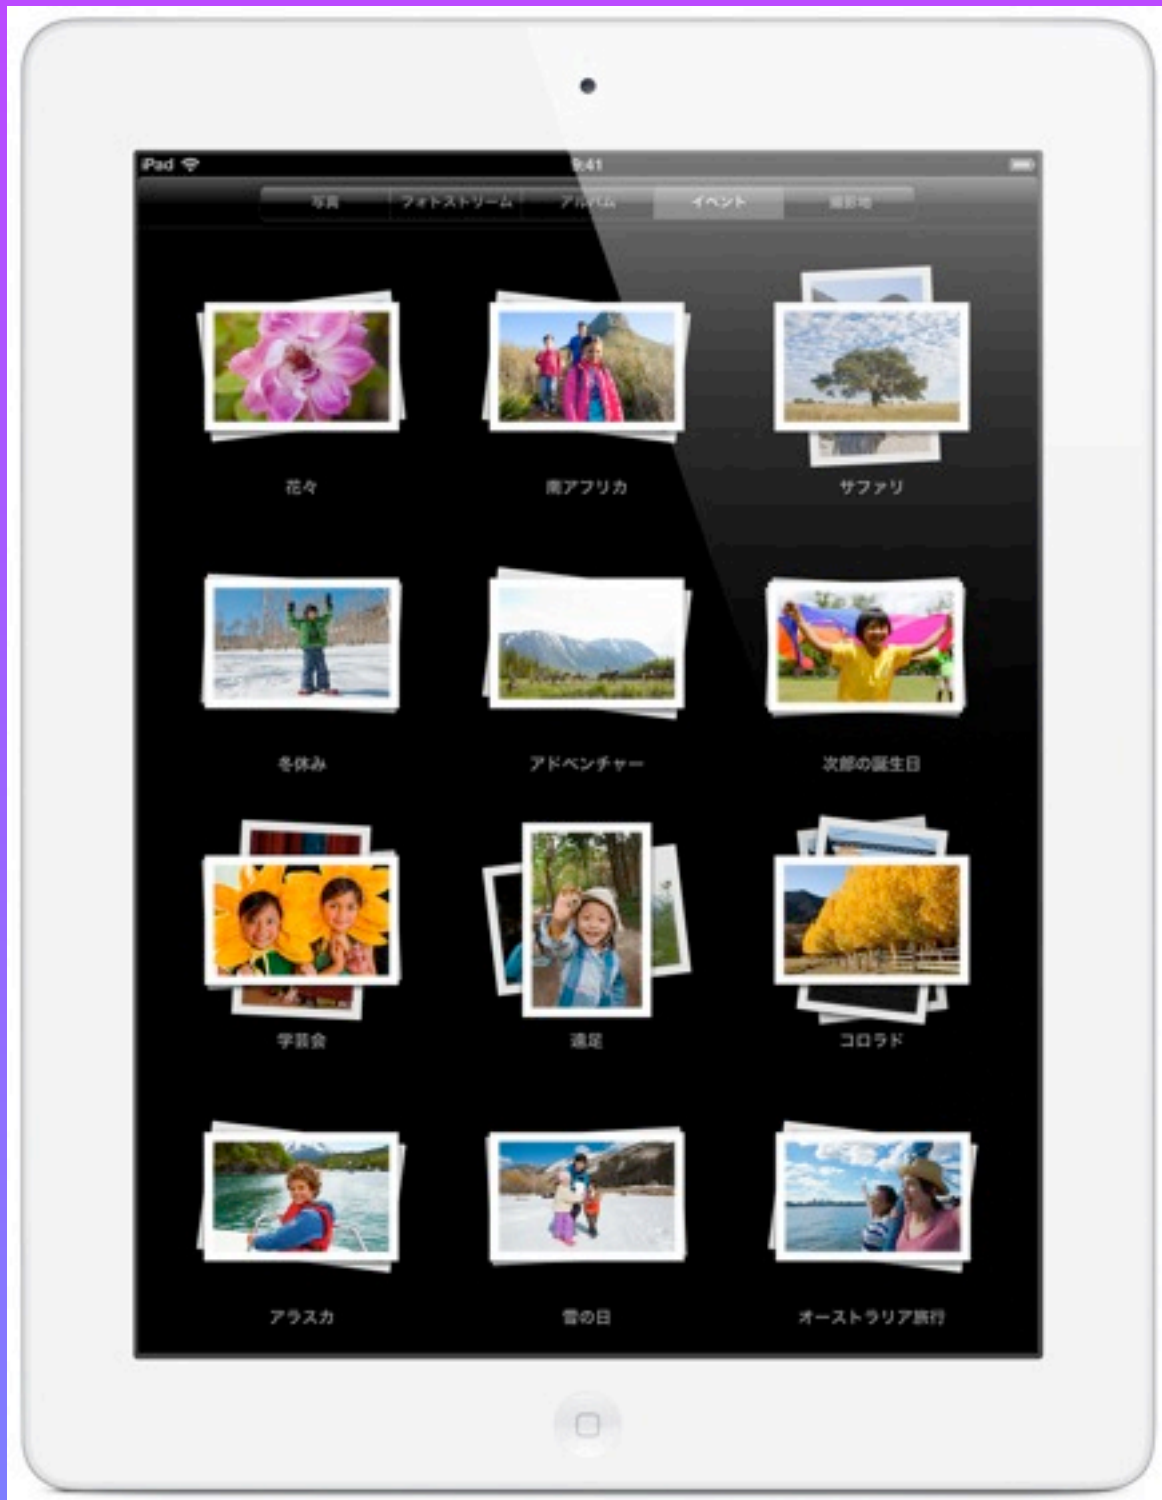 iPad 9:41
写真 フォトストリーム アルバム イベント 撮影地
花々 南アフリカ サファリ
冬休み アドベンチャー 次郎の誕生日
学芸会 遠足 コロラド
アラスカ 雪の日 オーストラリア旅行